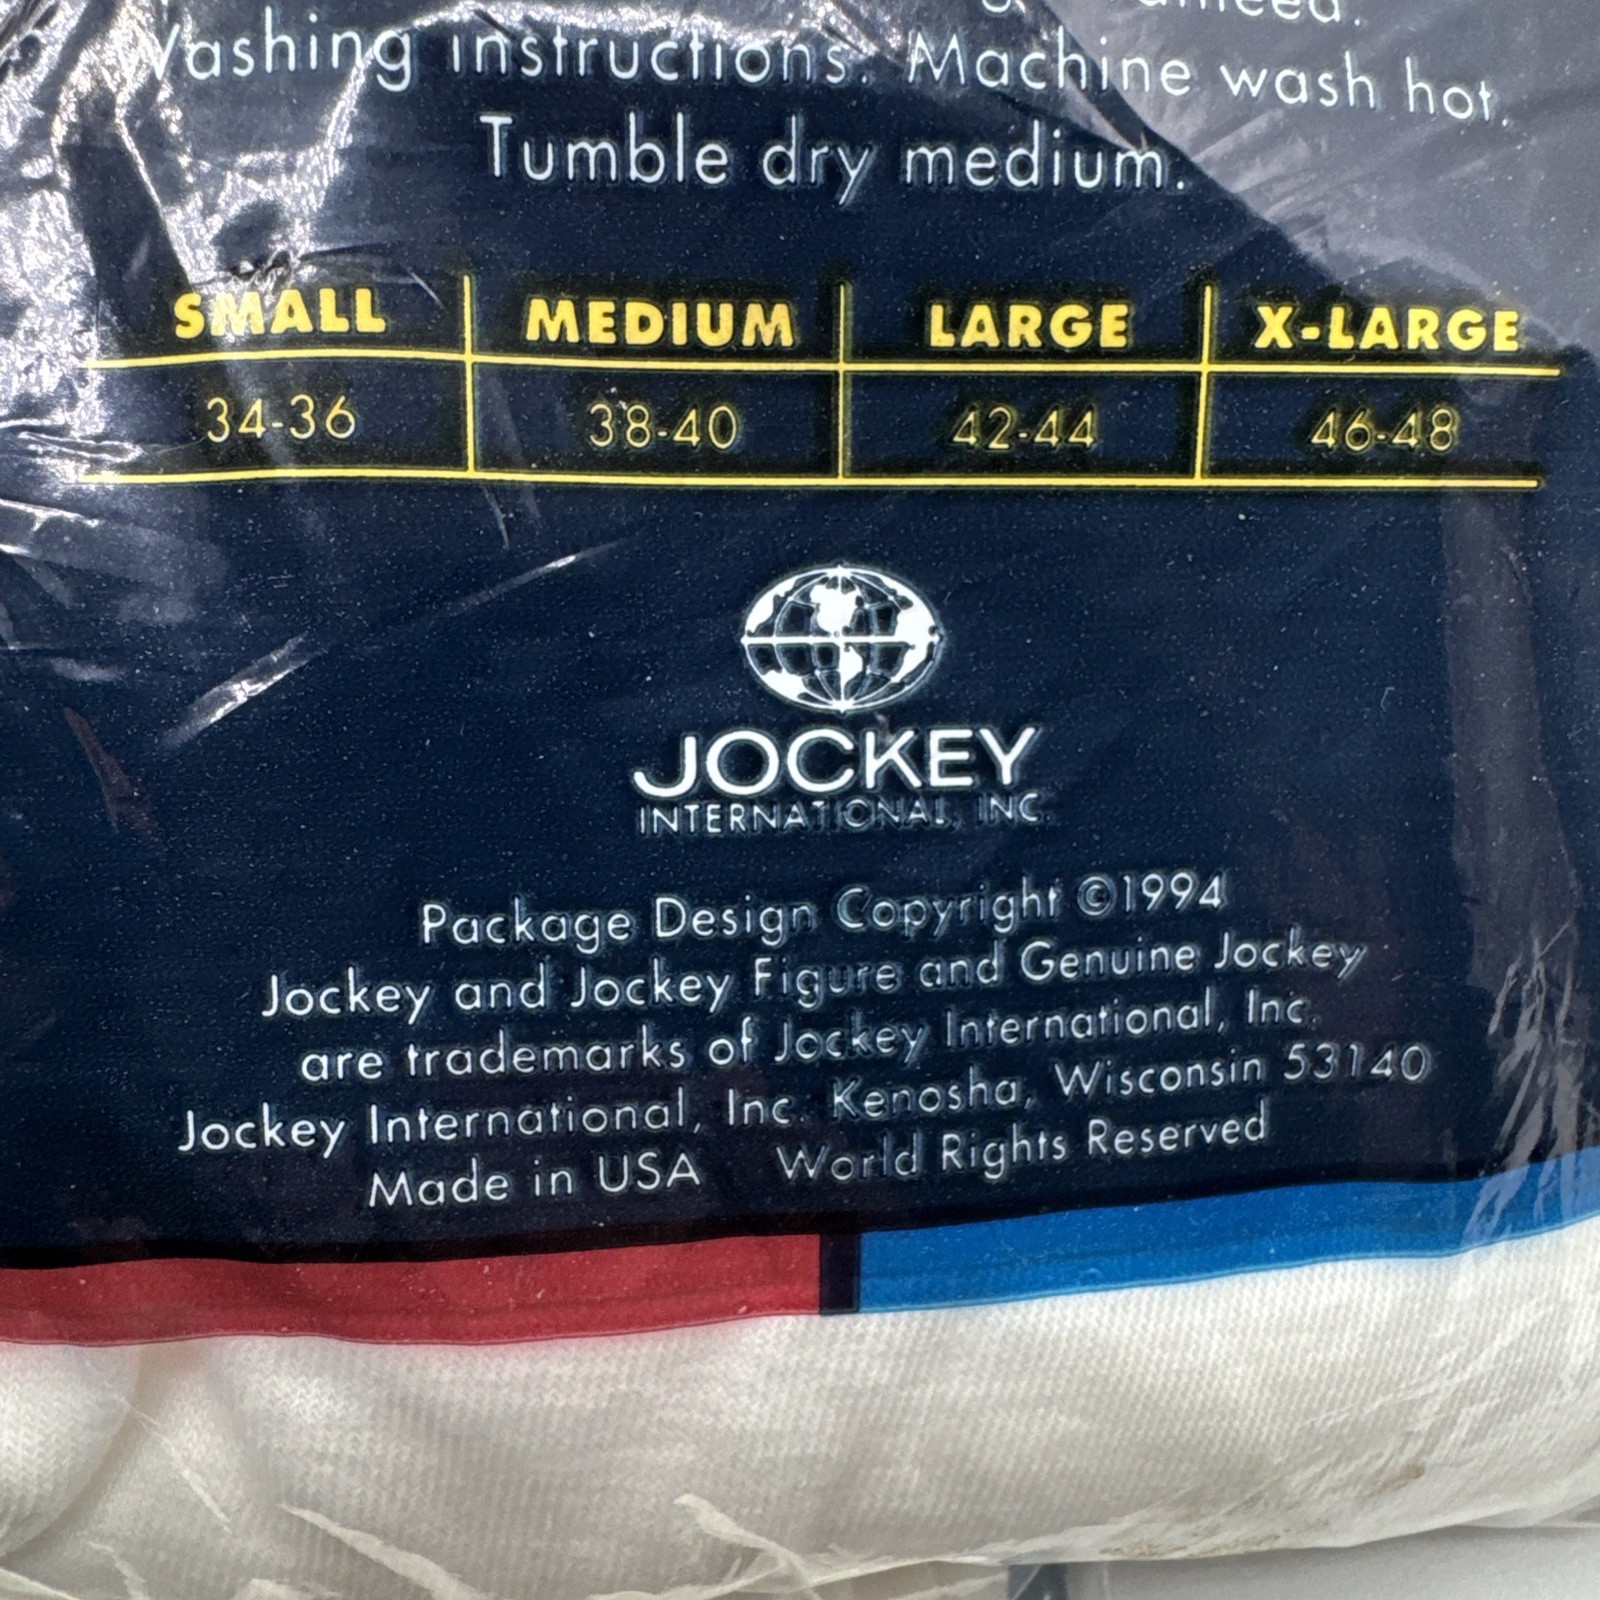 Washing instructions. Machine wash hot.
Tumble dry medium.
SMALL MEDIUM LARGE X-LARGE
34-36 38-40 42-44 46-48
JOCKEY
INTERNATIONAL, INC.
Package Design Copyright ©1994
Jockey and Jockey Figure and Genuine Jockey
are trademarks of Jockey International, Inc.
Jockey International, Inc. Kenosha, Wisconsin 53140
Made in USA World Rights Reserved